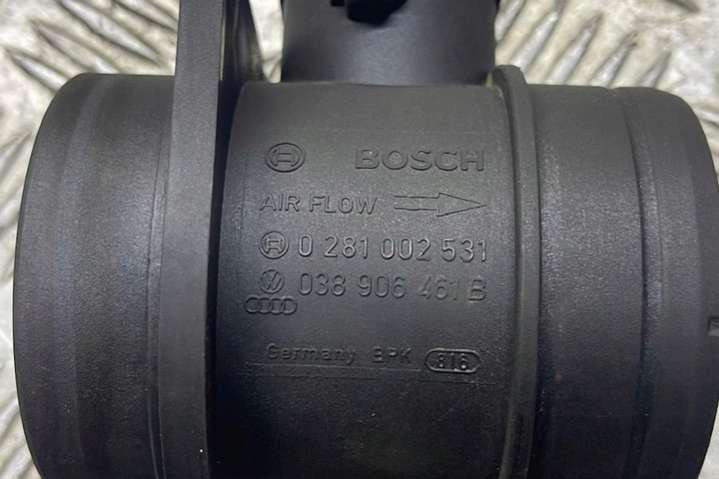 BOSCH
AIR FLOW
0 281 002 531
038 906 461 B
Germany BPK 816